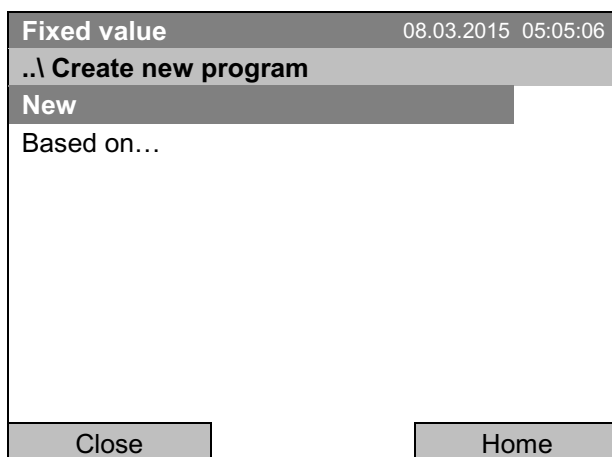 Fixed value 08.03.2015 05:05:06
..\ Create new program
New
Based on…
Close Home